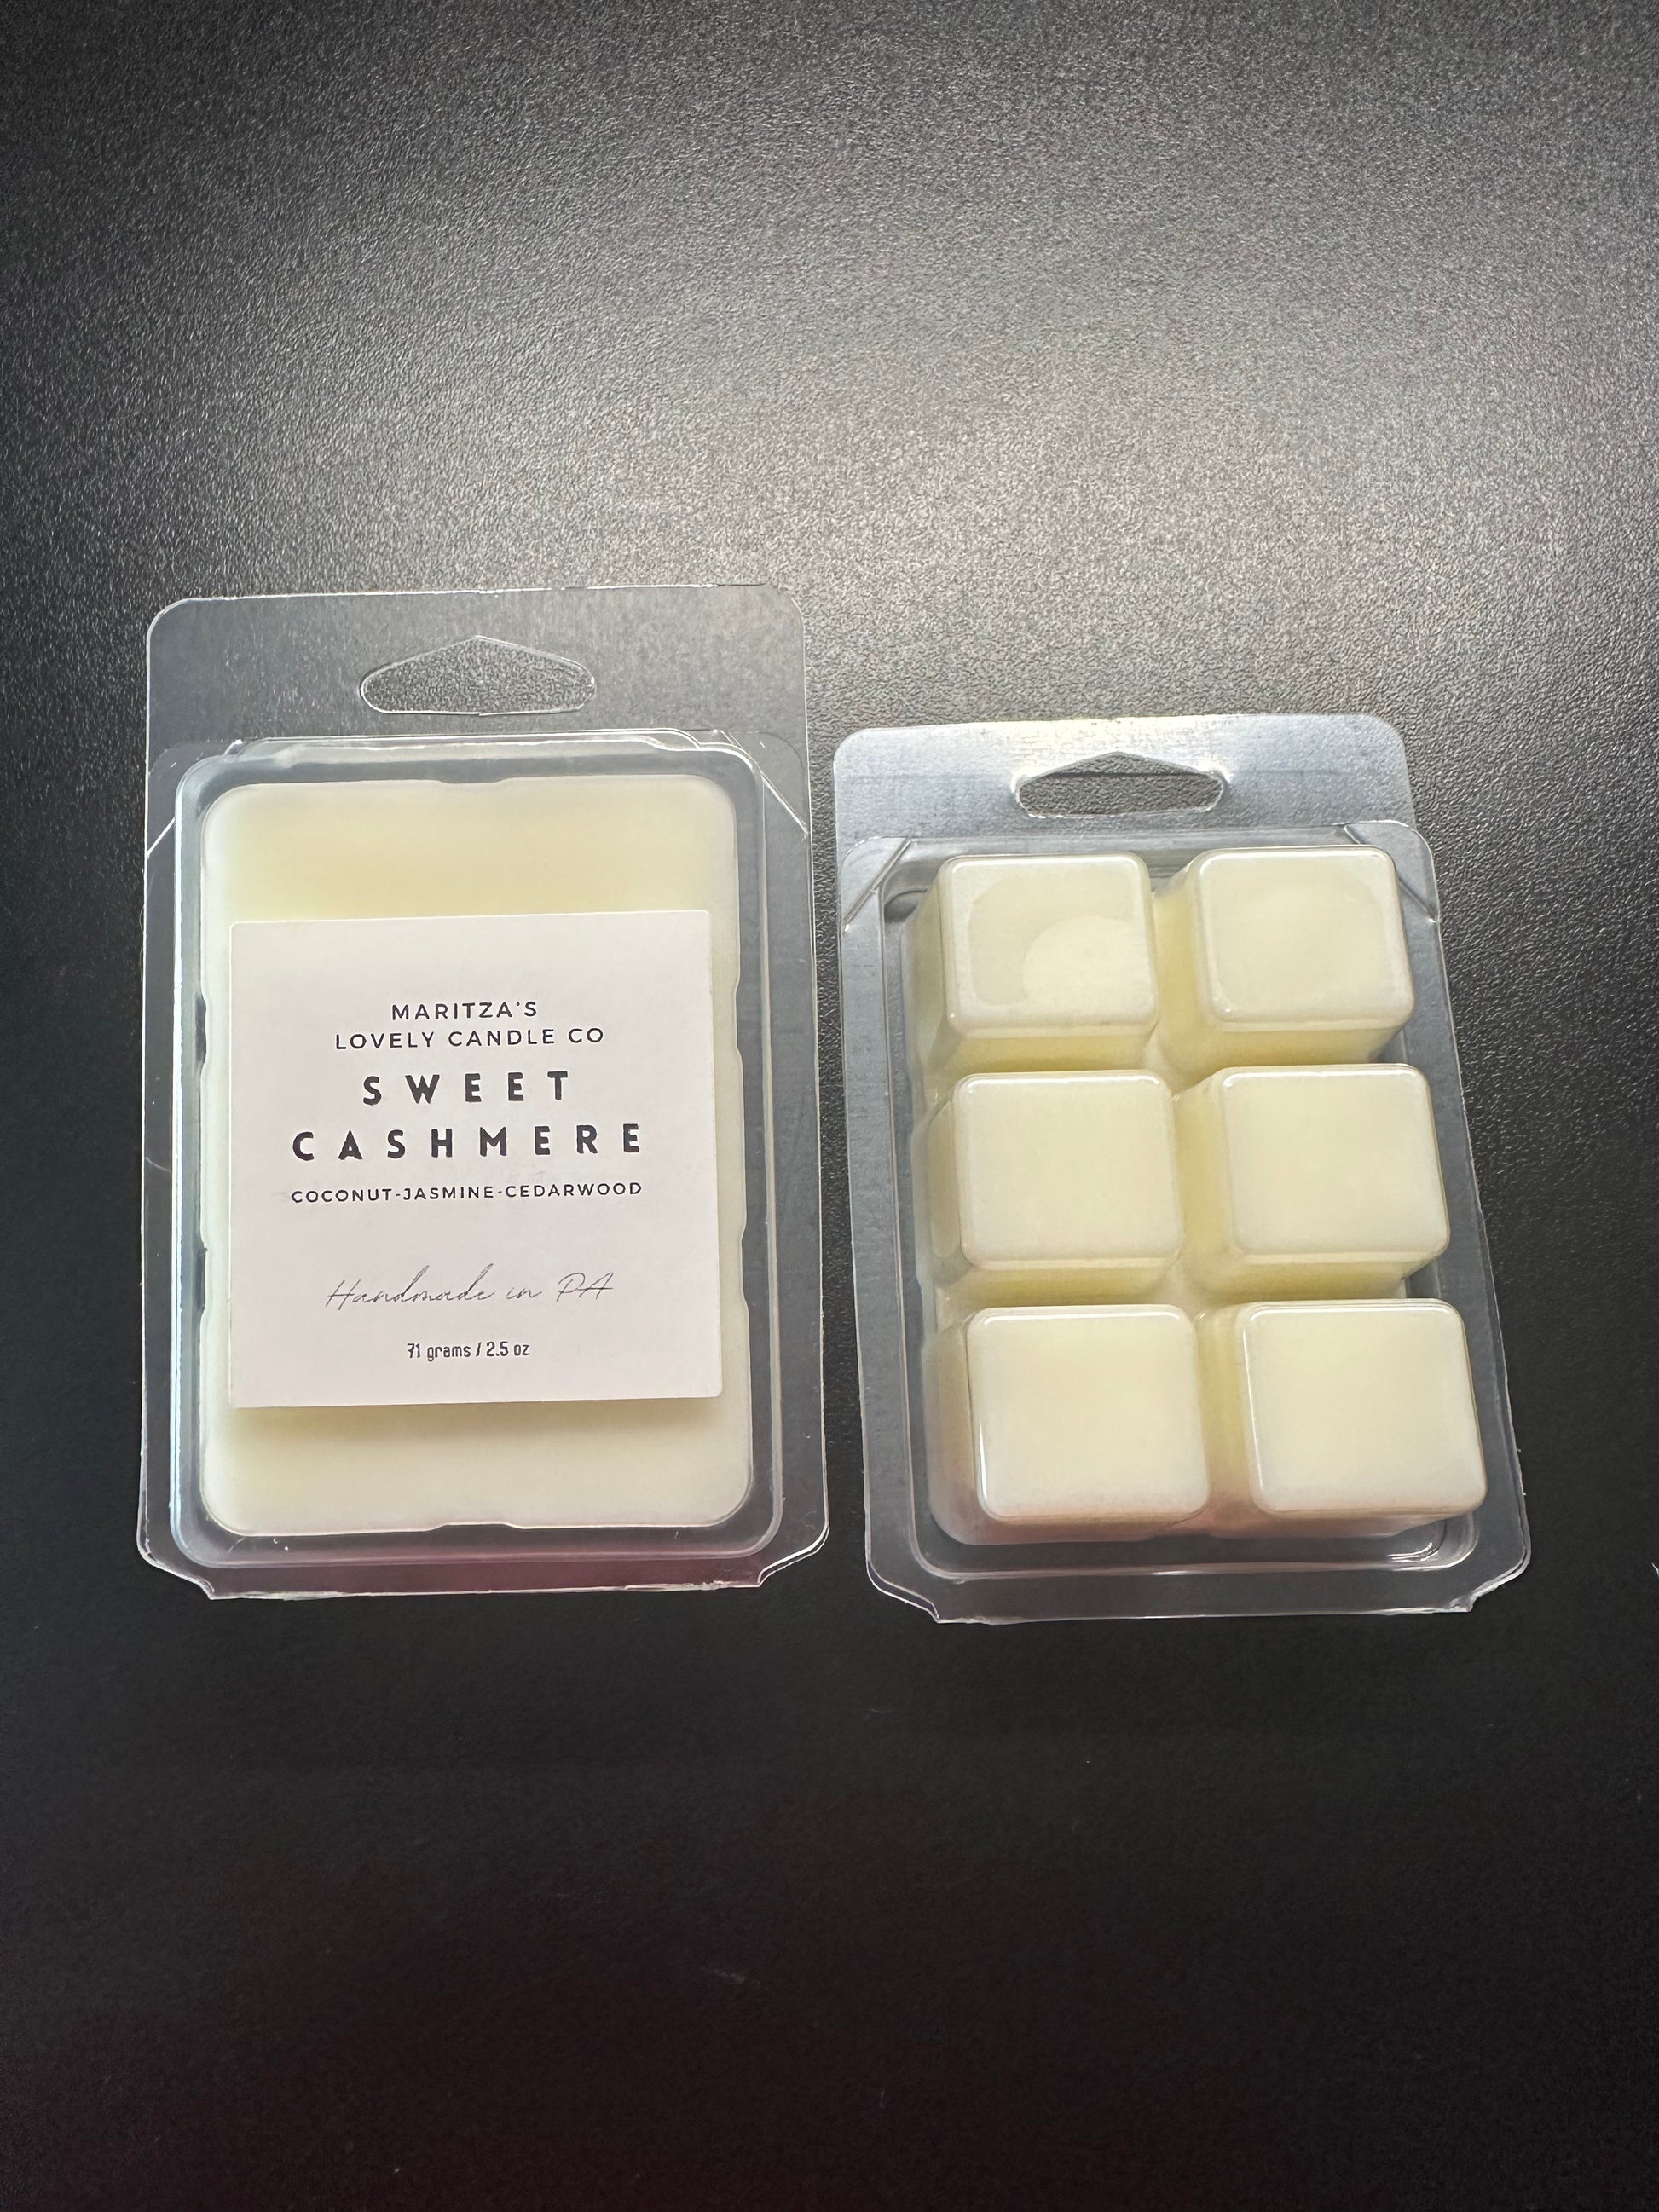 MARITZA'S
LOVELY CANDLE CO
SWEET
CASHMERE
COCONUT-JASMINE-CEDARWOOD
Handmade in PA
71 grams / 2.5 oz